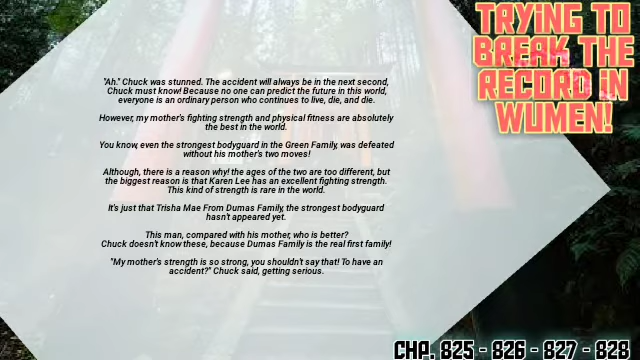 "Ah." Chuck was stunned. The accident will always be in the next second,
Chuck must know! Because no one can predict the future in this world,
everyone is an ordinary person who continues to live, die, and die.
However, my mother's fighting strength and physical fitness are absolutely
the best in the world.
You know, even the strongest bodyguard in the Green Family, was defeated
without his mother's two moves!
Although, there is a reason why! the ages of the two are too different, but
the biggest reason is that Karen Lee has an excellent fighting strength.
This kind of strength is rare in the world.
It's just that Trisha Mae From Dumas Family, the strongest bodyguard
hasn't appeared yet.
This man, compared with his mother, who is better?
Chuck doesn't know these, because Dumas Family is the real first family!
"My mother's strength is so strong, you shouldn't say that! To have an
accident?" Chuck said, getting serious.
TRYING TO
BREAK THE
RECORD IN
WUMEN!
CHP. 825 - 826 - 827 - 828